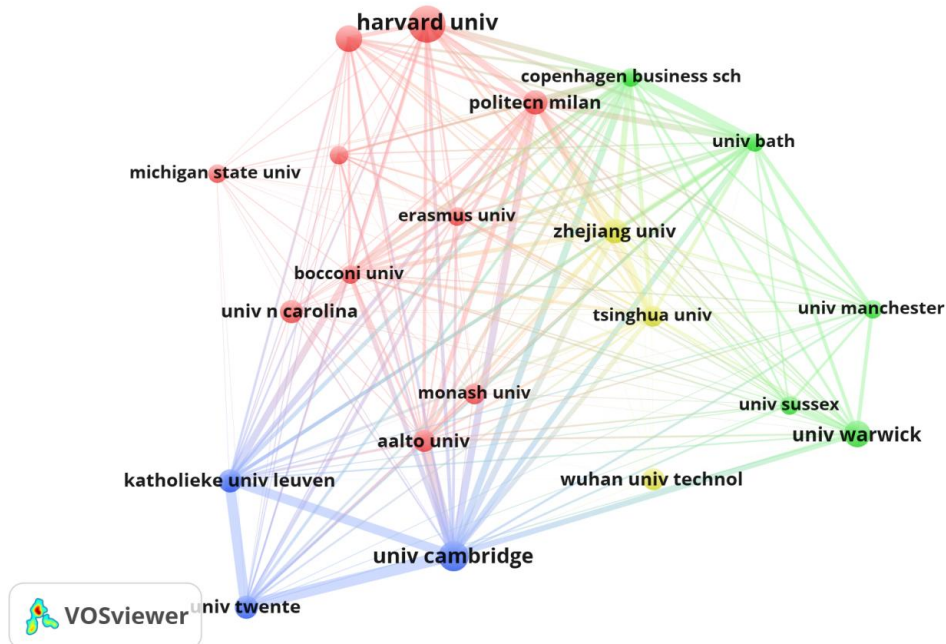 harvard univ
copenhagen business sch
politecn milan
univ bath
michigan state univ
erasmus univ
zhejiang univ
bocconi univ
univ n carolina
tsinghua univ
univ manchester
monash univ
univ sussex
aalto univ
univ warwick
katholieke univ leuven
wuhan univ technol
univ cambridge
univ twente
VOSviewer